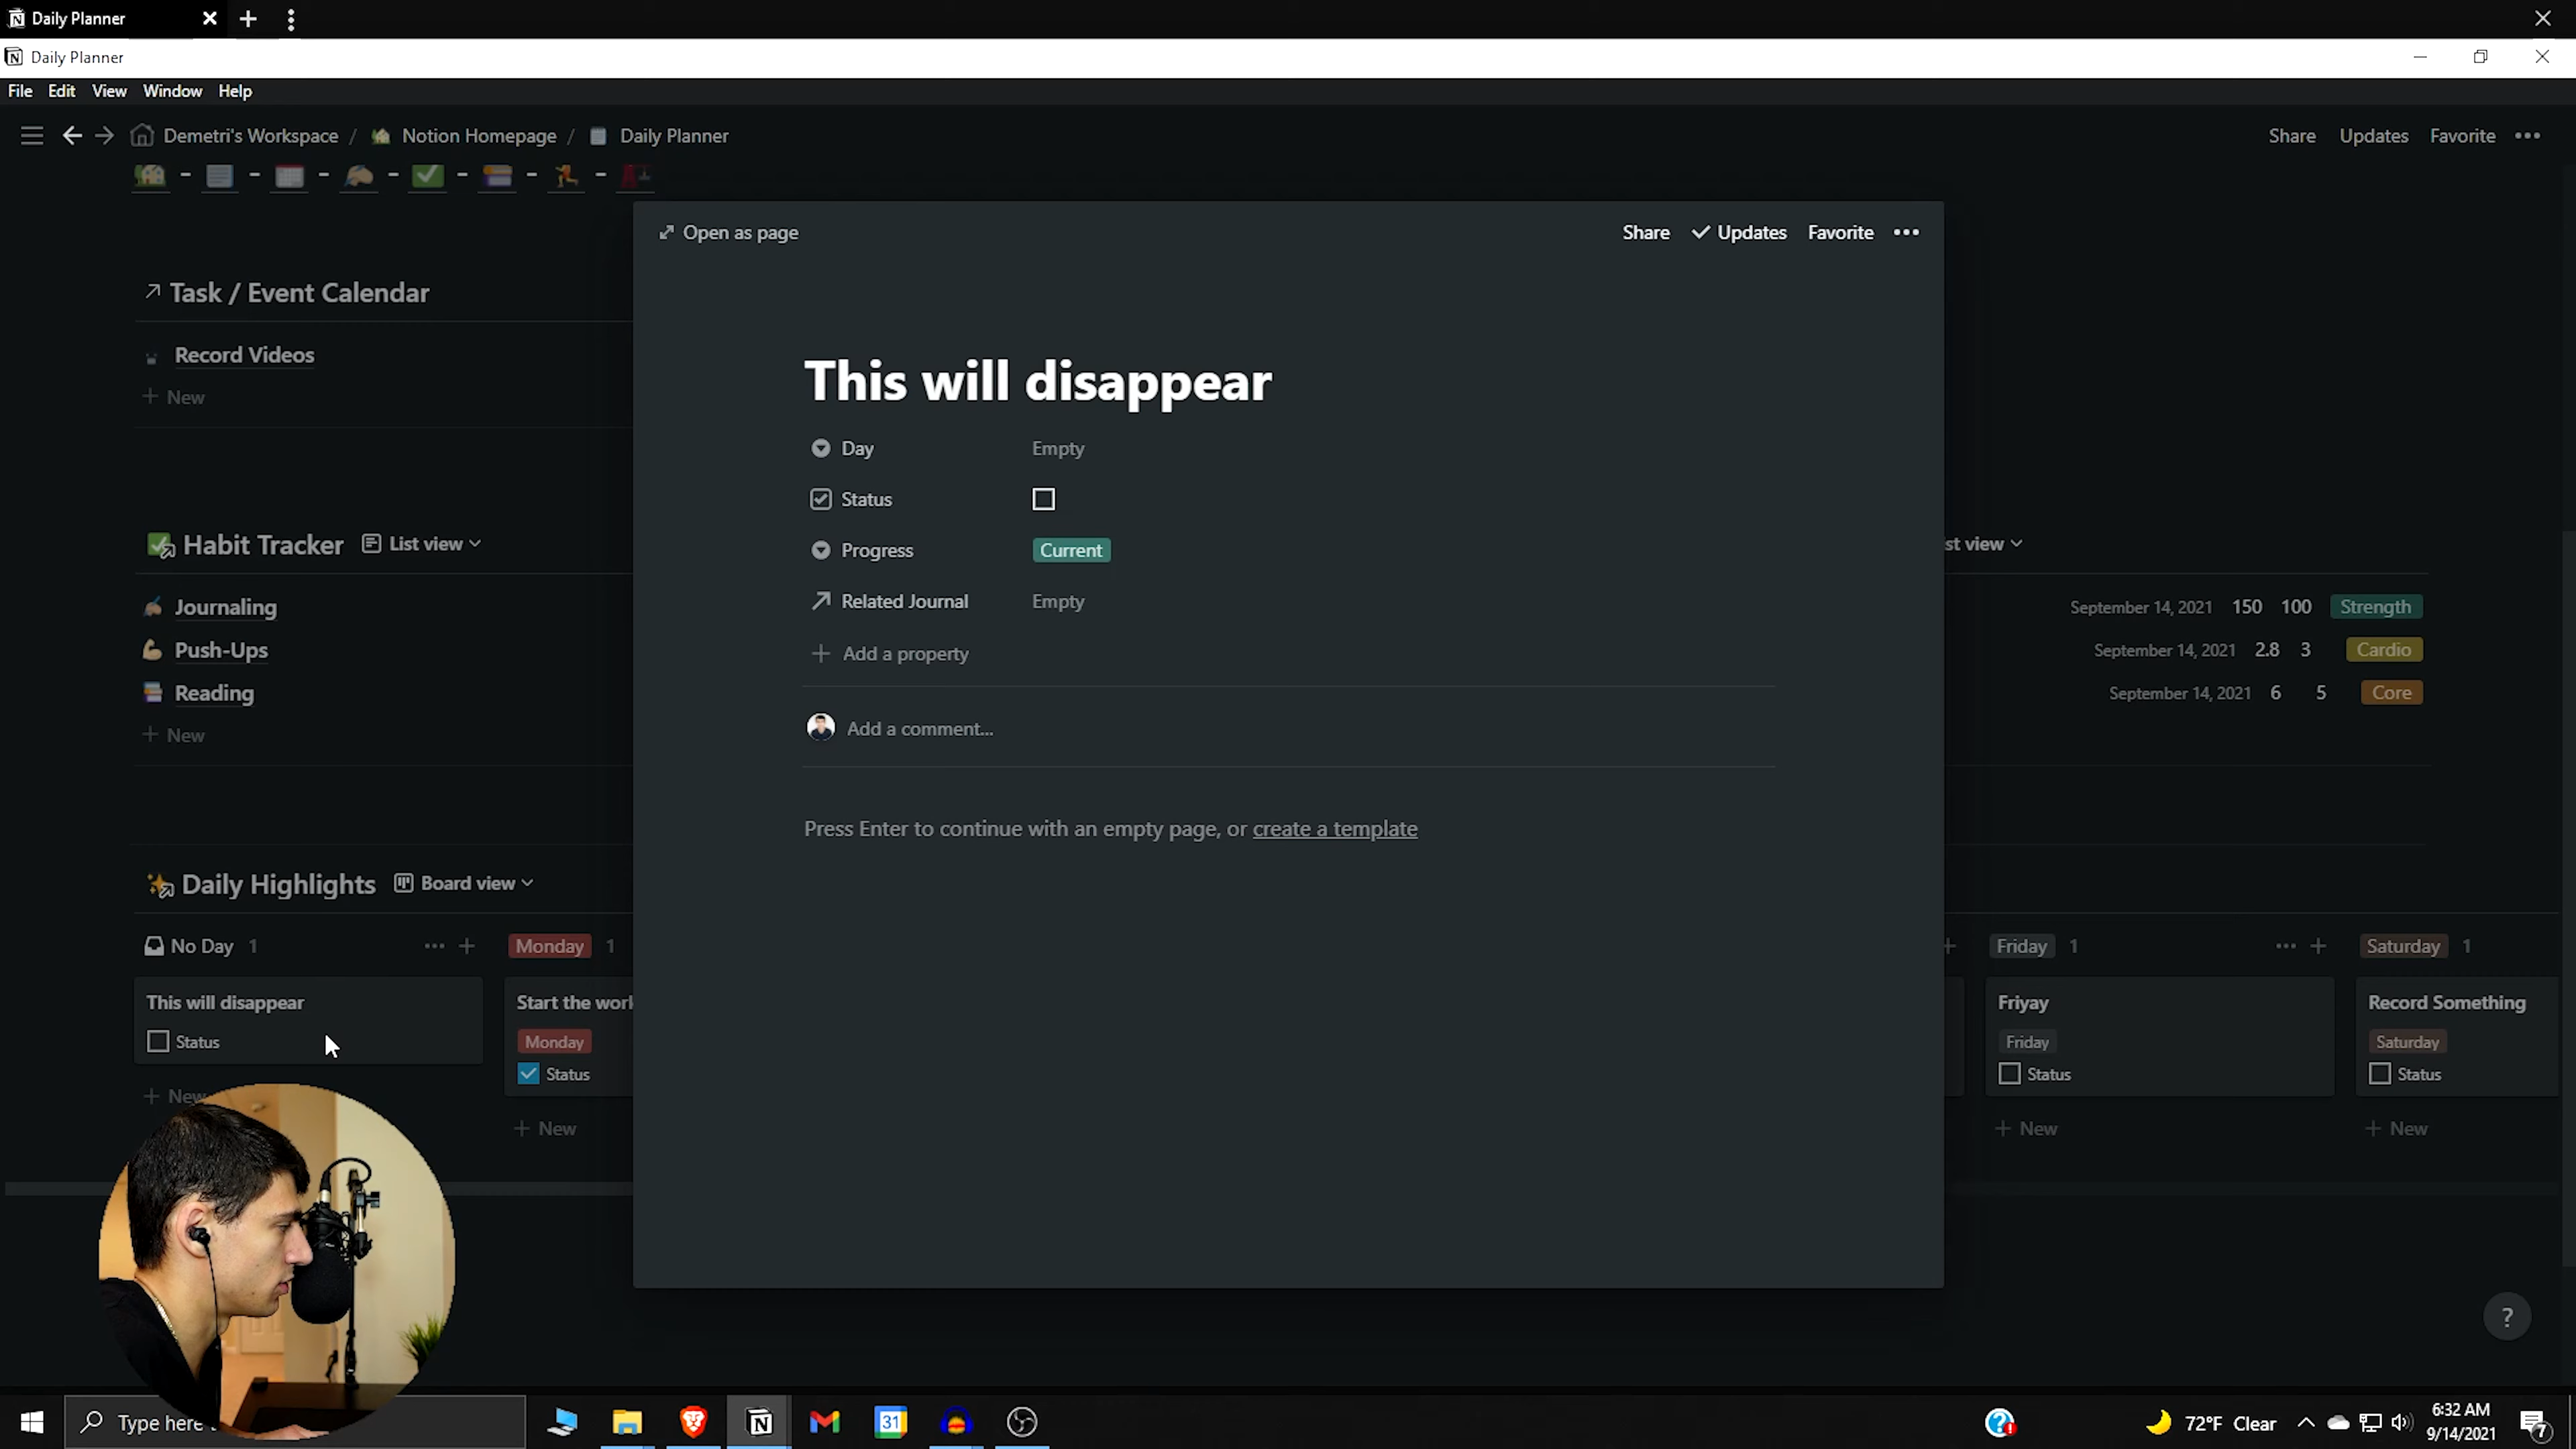 Daily Planner
Daily Planner
File Edit View Window Help
Demetri's Workspace / Notion Homepage / Daily Planner
Share Updates Favorite
Open as page
Share Updates Favorite
Task / Event Calendar
Record Videos
New
This will disappear
Day Empty
Status
Progress Current
Related Journal Empty
Add a property
Add a comment...
Press Enter to continue with an empty page, or create a template
Habit Tracker List view
Journaling
Push-Ups
Reading
New
st view
September 14, 2021 150 100 Strength
September 14, 2021 2.8 3 Cardio
September 14, 2021 6 5 Core
Daily Highlights Board view
No Day 1
This will disappear
Status
New
Monday 1
Start the work
Monday
Status
New
Friday 1
Friyay
Friday
Status
New
Saturday 1
Record Something
Saturday
Status
New
?
Type here t
31
72°F Clear
6:32 AM
9/14/2021
7